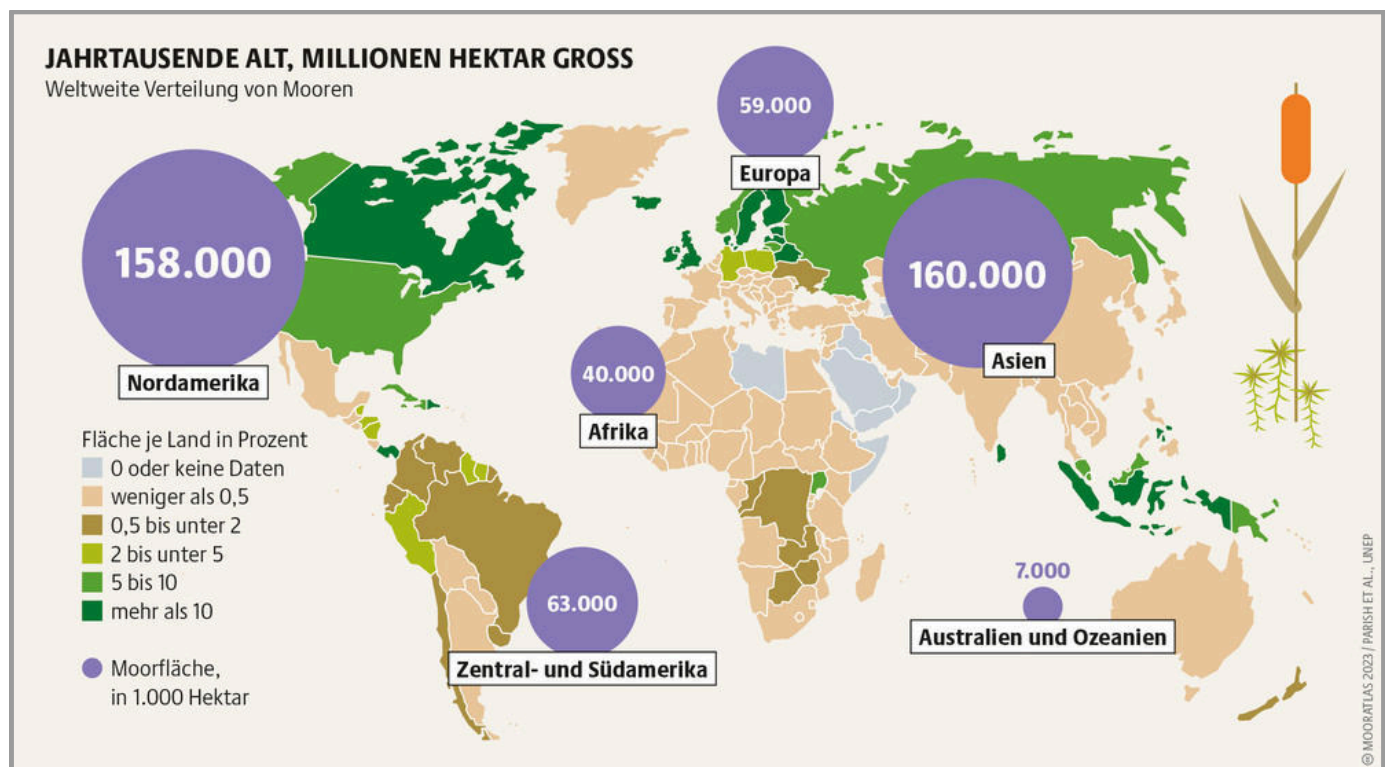 JAHRTAUSENDE ALT, MILLIONEN HEKTAR GROSS
Weltweite Verteilung von Mooren
59.000
Europa
158.000
Nordamerika
160.000
Asien
40.000
Afrika
Fläche je Land in Prozent
0 oder keine Daten
weniger als 0,5
0,5 bis unter 2
2 bis unter 5
5 bis 10
mehr als 10
Moorfläche,
in 1.000 Hektar
63.000
Zentral- und Südamerika
7.000
Australien und Ozeanien
© MOORATLAS 2023 / PARISH ET AL., UNEP